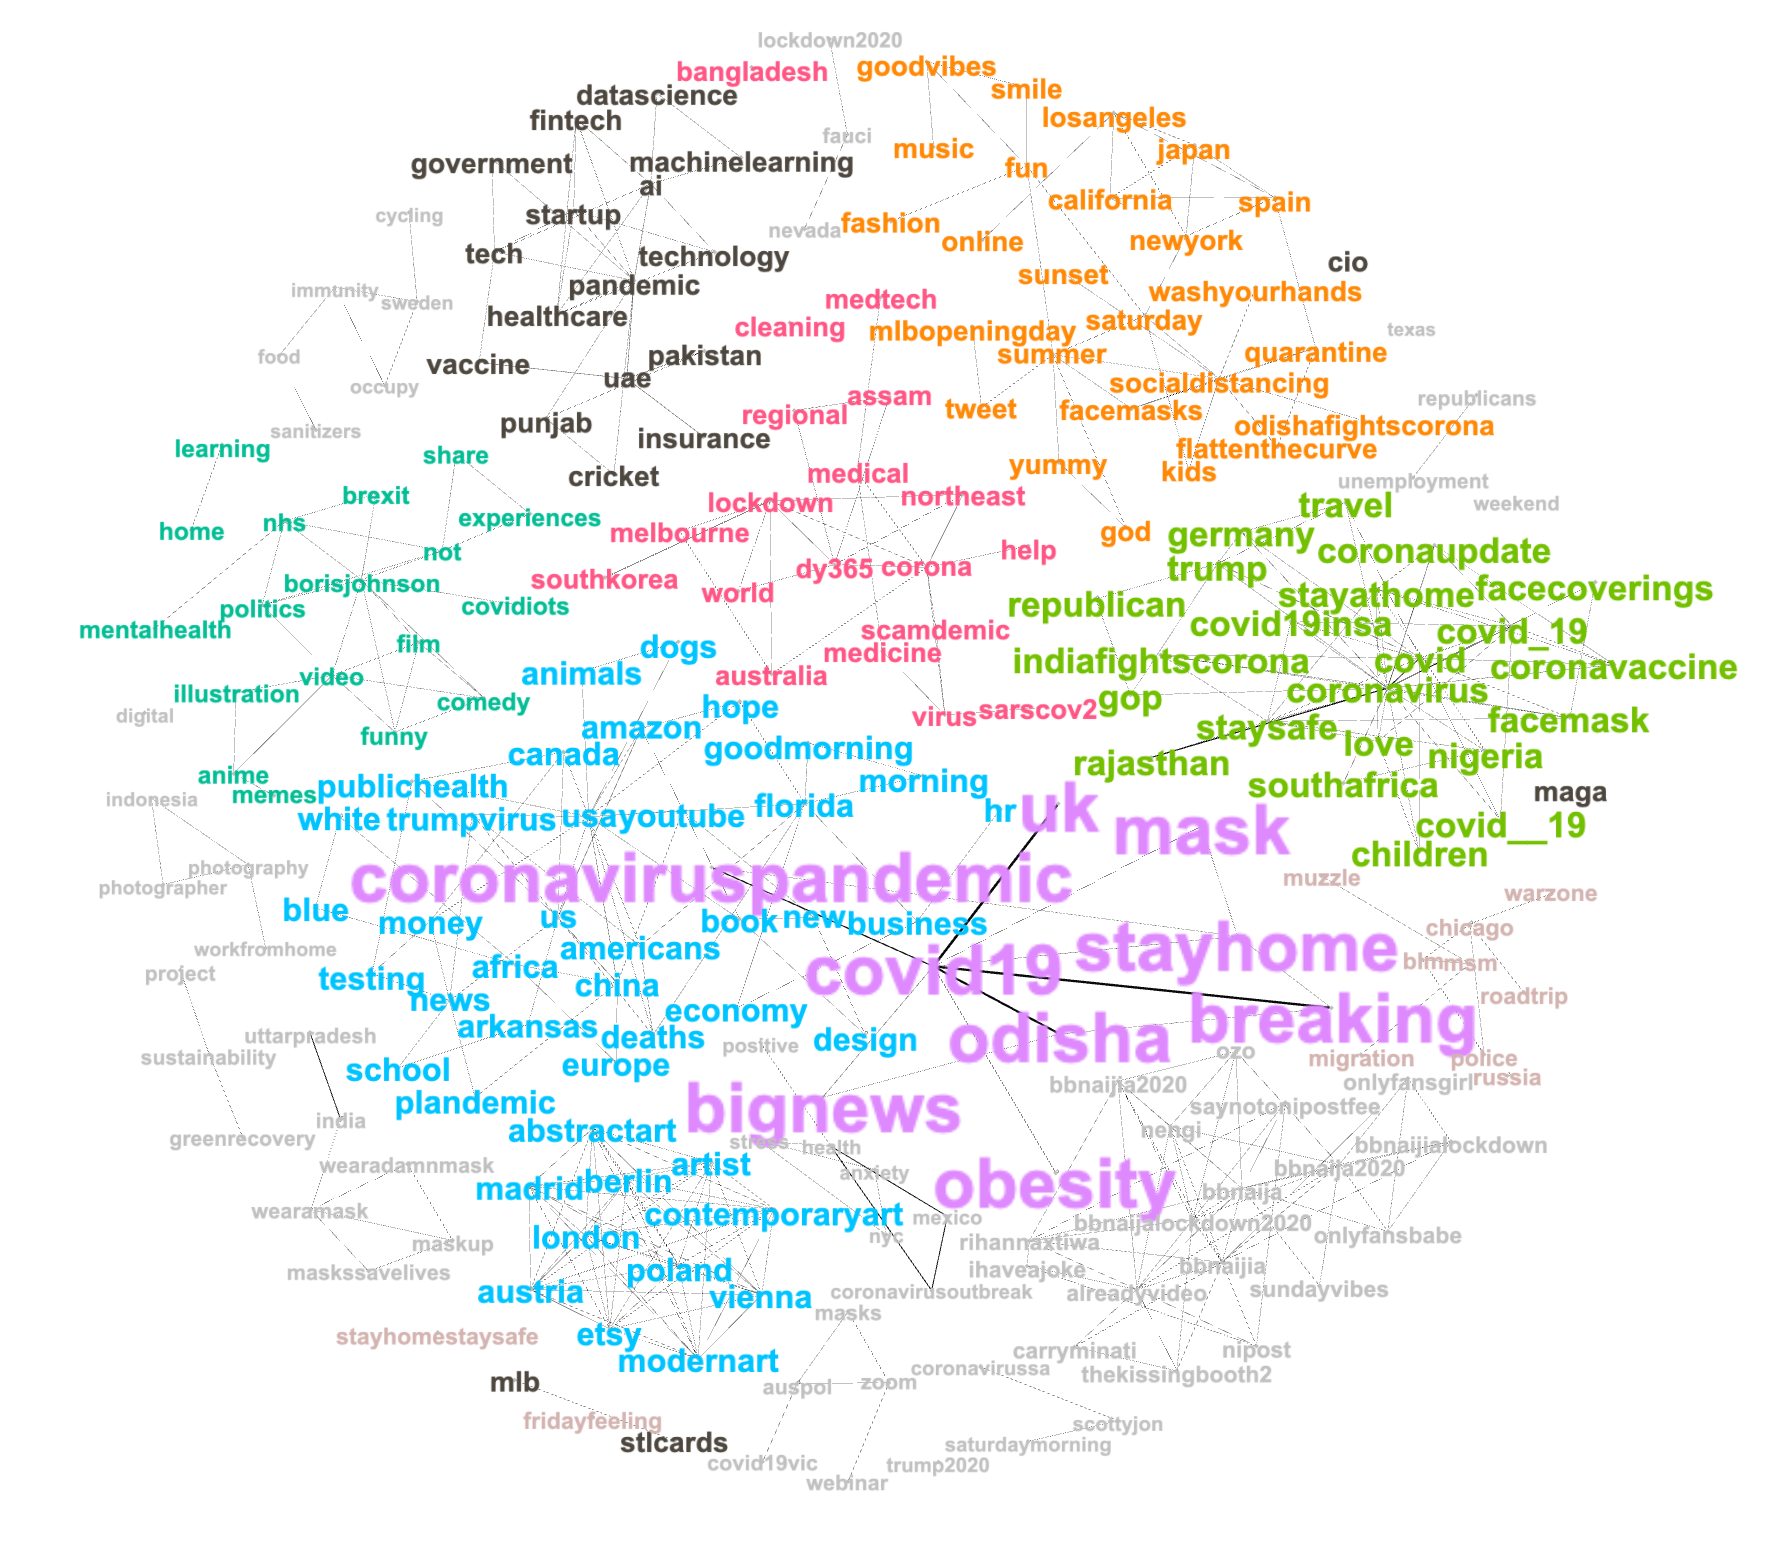 lockdown2020
bangladesh
goodvibes
datascience
smile
fintech
losangeles
fauci
music
japan
government
machinelearning
fun
ai
california
spain
cycling
startup
fashion
nevada
online
newyork
tech
technology
cio
sunset
pandemic
immunity
sweden
medtech
washyourhands
healthcare
cleaning
mlbopeningday
saturday
texas
food
vaccine
pakistan
summer
quarantine
uae
occupy
socialdistancing
assam
republicans
regional
tweet
facemasks
punjab
sanitizers
insurance
odishafightscorona
learning
share
flattenthecurve
cricket
medical
yummy
kids
unemployment
brexit
lockdown
northeast
travel
weekend
nhs
experiences
home
melbourne
god
germany
not
help
coronaupdate
borisjohnson
southkorea
dy365
corona
trump
politics
covidiots
world
republican
stayathome
facecoverings
mentalhealth
film
dogs
scamdemic
covid19insa
covid_19
video
animals
medicine
indiafightscorona
covid
coronavaccine
illustration
australia
comedy
hope
virus
sarscov2
gop
coronavirus
digital
funny
amazon
staysafe
facemask
canada
goodmorning
love
nigeria
anime
memes
publichealth
morning
rajasthan
southafrica
indonesia
white
trumpvirus
usa
youtube
florida
hr
uk
mask
maga
covid__19
children
photography
photographer
coronaviruspandemic
muzzle
warzone
blue
money
us
book
new
business
chicago
workfromhome
americans
stayhome
project
testing
africa
china
covid19
blm
msm
news
economy
roadtrip
uttarpradesh
arkansas
deaths
design
odisha
breaking
sustainability
school
europe
positive
ozo
migration
police
russia
bbnaijia2020
onlyfansgirl
plandemic
bignews
saynotonipostfee
greenrecovery
india
abstractart
nengi
stress
health
bbnaijialockdown
wearadamnmask
artist
anxiety
bbnaija2020
madrid
berlin
obesity
bbnaija
wearamask
contemporaryart
mexico
bbnaijalockdown2020
maskup
london
nyc
rihannaxtiwa
onlyfansbabe
maskssavelives
poland
ihaveajoke
bbnaijia
austria
vienna
coronavirusoutbreak
alreadyvideo
sundayvibes
stayhomestaysafe
etsy
masks
modernart
carryminati
nipost
mlb
auspol
zoom
coronavirussa
thekissingbooth2
fridayfeeling
scottyjon
stlcards
saturdaymorning
covid19vic
trump2020
webinar